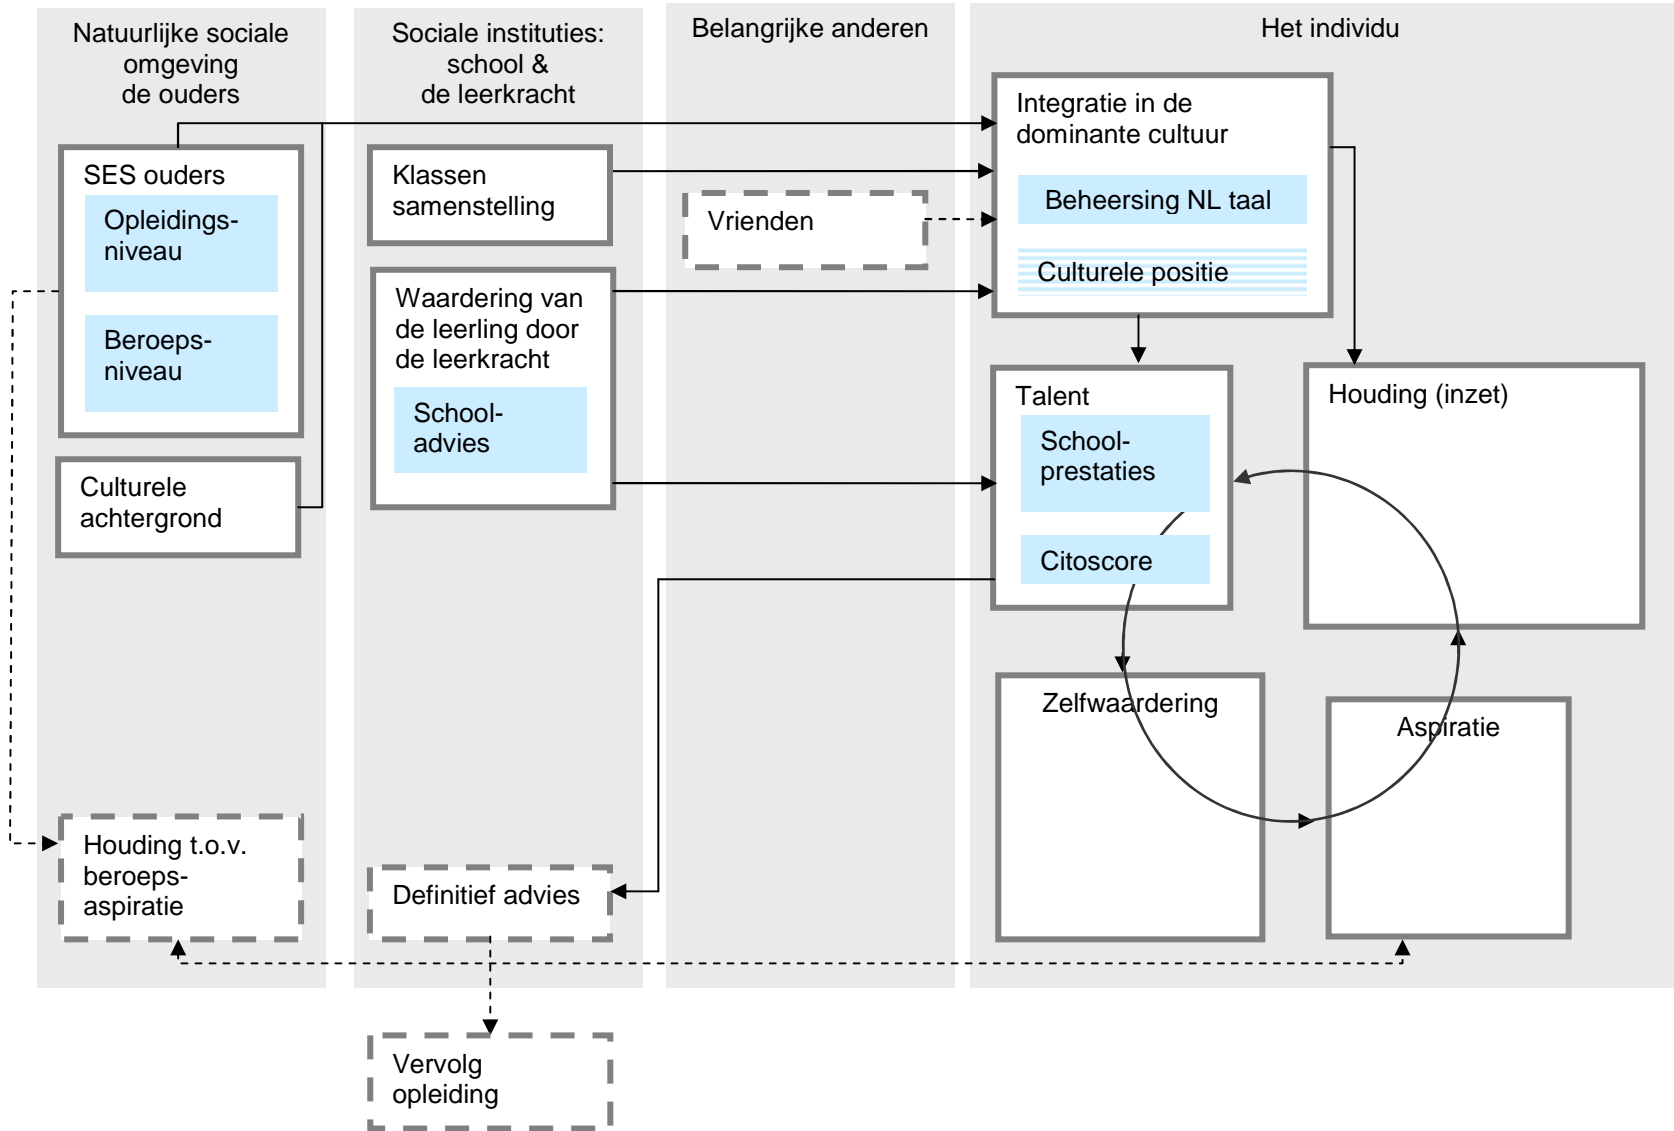 Natuurlijke sociale
omgeving
de ouders
Sociale instituties:
school &
de leerkracht
Belangrijke anderen
Het individu
SES ouders
Opleidings-
niveau
Beroeps-
niveau
Culturele
achtergrond
Houding t.o.v.
beroeps-
aspiratie
Klassen
samenstelling
Waardering van
de leerling door
de leerkracht
School-
advies
Definitief advies
Vervolg
opleiding
Vrienden
Integratie in de
dominante cultuur
Beheersing NL taal
Culturele positie
Talent
School-
prestaties
Citoscore
Houding (inzet)
Zelfwaardering
Aspiratie